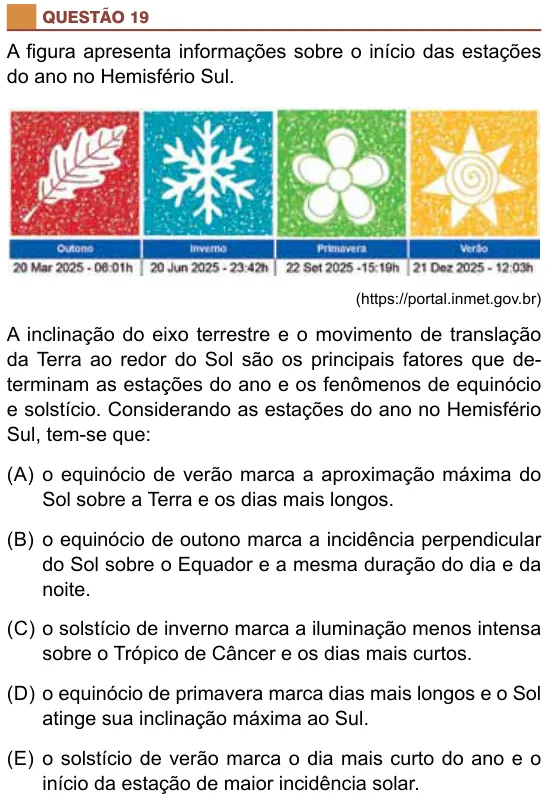 QUESTÃO 19
A figura apresenta informações sobre o início das estações
do ano no Hemisfério Sul.
Outono Inverno Primavera Verão
20 Mar 2025 - 06:01h 20 Jun 2025 - 23:42h 22 Set 2025 -15:19h 21 Dez 2025 - 12:03h
(https://portal.inmet.gov.br)
A inclinação do eixo terrestre e o movimento de translação
da Terra ao redor do Sol são os principais fatores que de-
terminam as estações do ano e os fenômenos de equinócio
e solstício. Considerando as estações do ano no Hemisfério
Sul, tem-se que:
(A) o equinócio de verão marca a aproximação máxima do
Sol sobre a Terra e os dias mais longos.
(B) o equinócio de outono marca a incidência perpendicular
do Sol sobre o Equador e a mesma duração do dia e da
noite.
(C) o solstício de inverno marca a iluminação menos intensa
sobre o Trópico de Câncer e os dias mais curtos.
(D) o equinócio de primavera marca dias mais longos e o Sol
atinge sua inclinação máxima ao Sul.
(E) o solstício de verão marca o dia mais curto do ano e o
início da estação de maior incidência solar.